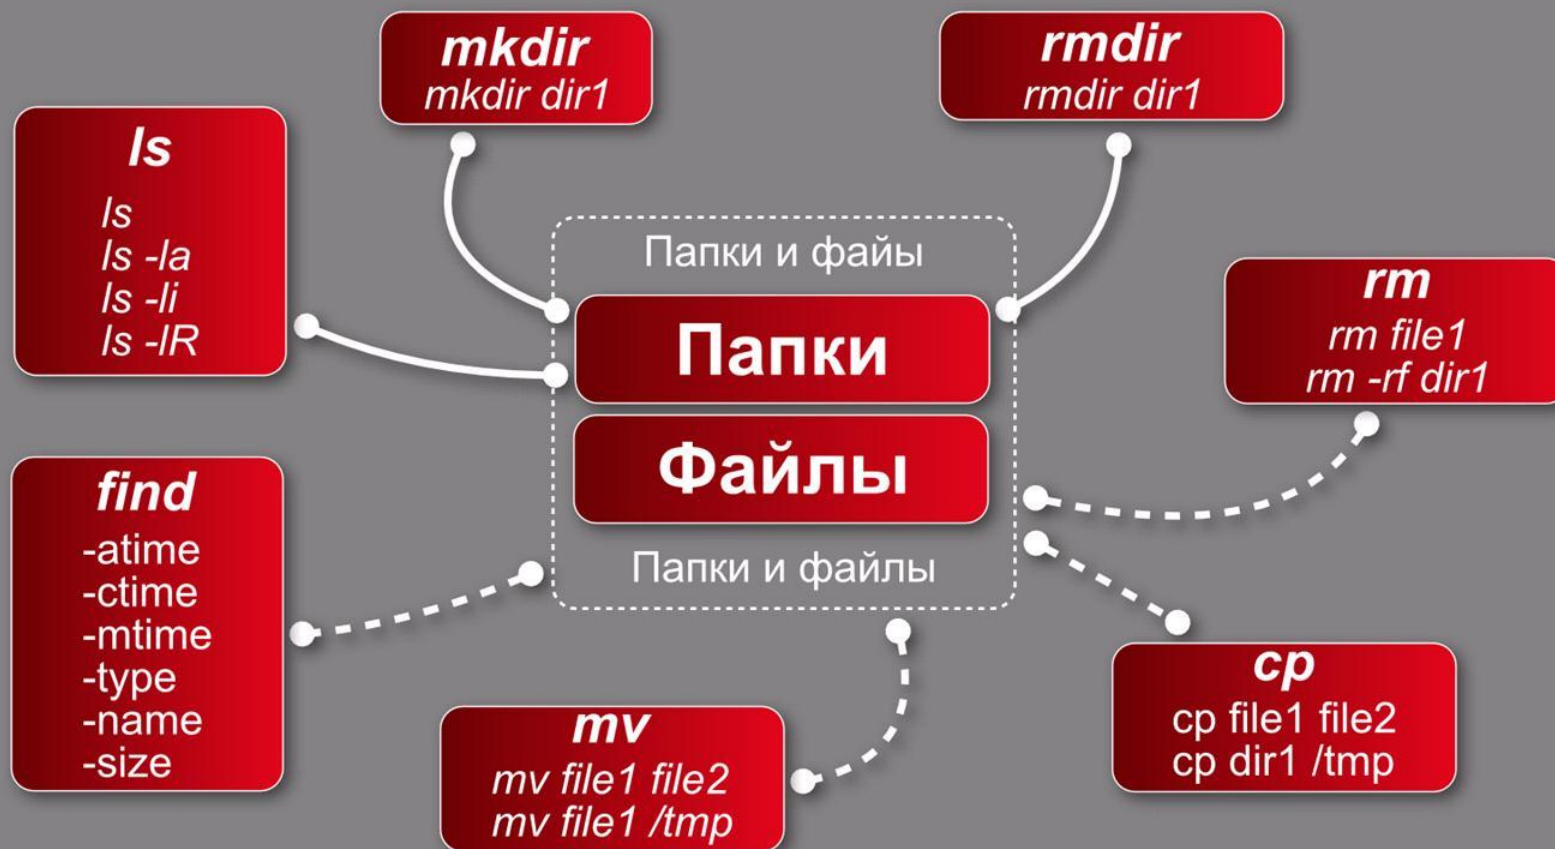 mkdir
mkdir dir1
rmdir
rmdir dir1
ls
ls
ls -la
ls -li
ls -lR
Папки и файы
Папки
Файлы
Папки и файлы
rm
rm file1
rm -rf dir1
find
-atime
-ctime
-mtime
-type
-name
-size
mv
mv file1 file2
mv file1 /tmp
cp
cp file1 file2
cp dir1 /tmp